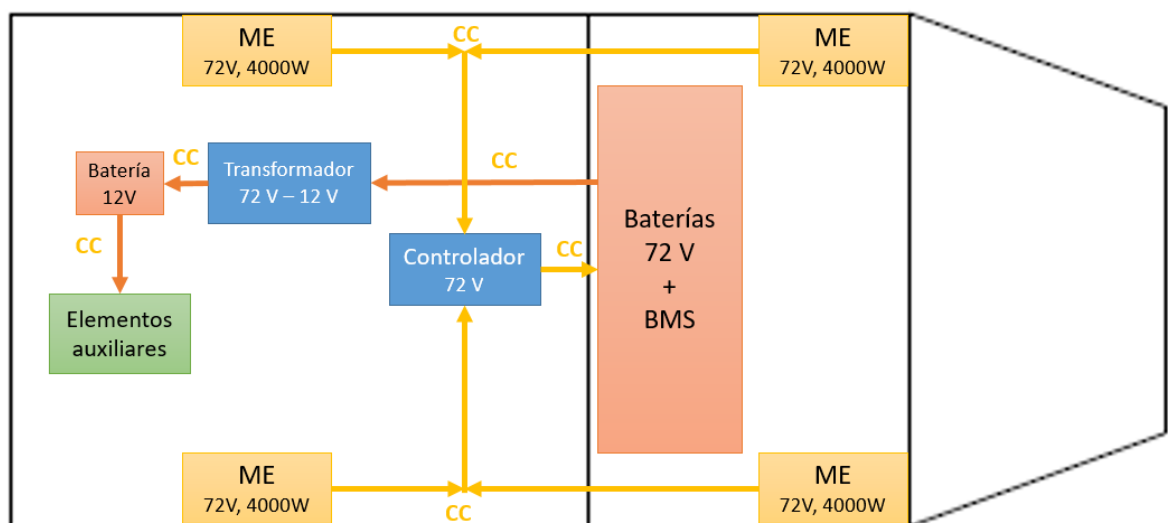 ME
72V, 4000W
CC
ME
72V, 4000W
Batería
12V
CC
Transformador
72 V – 12 V
CC
Baterías
72 V
+
BMS
Controlador
72 V
CC
CC
Elementos
auxiliares
ME
72V, 4000W
CC
ME
72V, 4000W